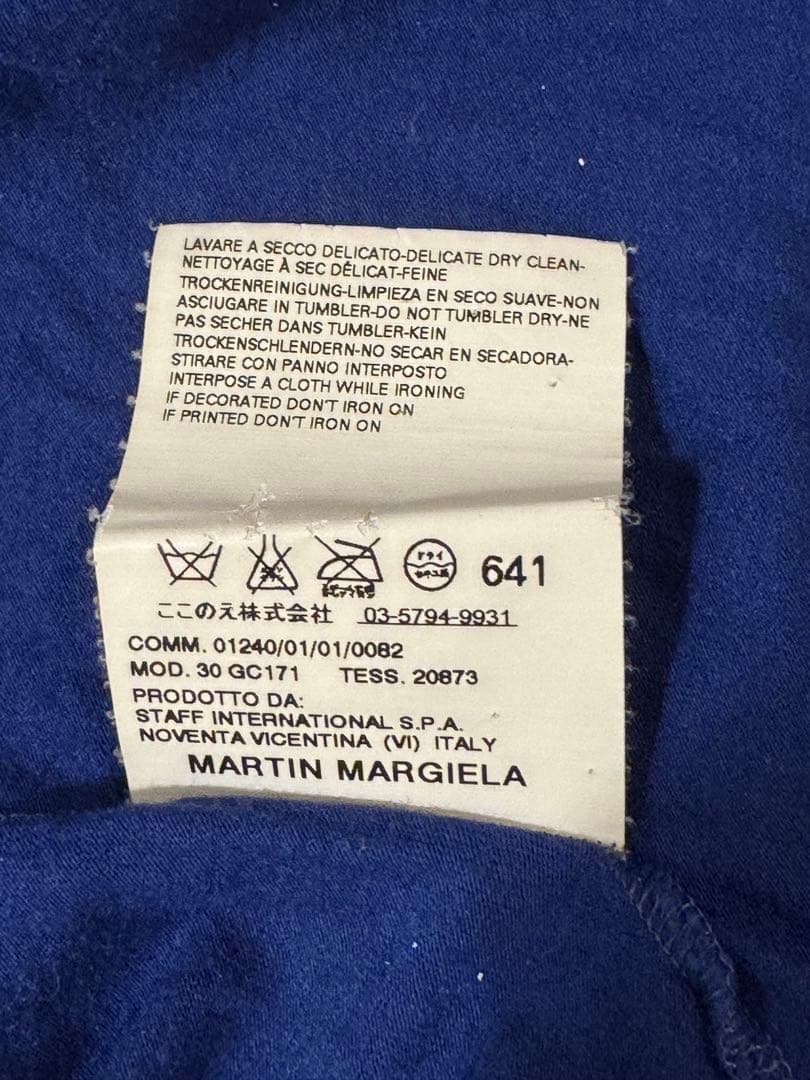 LAVARE A SECCO DELICATO-DELICATE DRY CLEAN-
NETTOYAGE À SEC DÉLICAT-FEINE
TROCKENREINIGUNG-LIMPIEZA EN SECO SUAVE-NON
ASCIUGARE IN TUMBLER-DO NOT TUMBLER DRY-NE
PAS SECHER DANS TUMBLER-KEIN
TROCKENSCHLENDERN-NO SECAR EN SECADORA-
STIRARE CON PANNO INTERPOSTO
INTERPOSE A CLOTH WHILE IRONING
IF DECORATED DON'T IRON ON
IF PRINTED DON'T IRON ON
ドライ
641
ここのえ株式会社 03-5794-9931
COMM. 01240/01/01/0082
MOD. 30 GC171 TESS. 20873
PRODOTTO DA:
STAFF INTERNATIONAL S.P.A.
NOVENTA VICENTINA (VI) ITALY
MARTIN MARGIELA